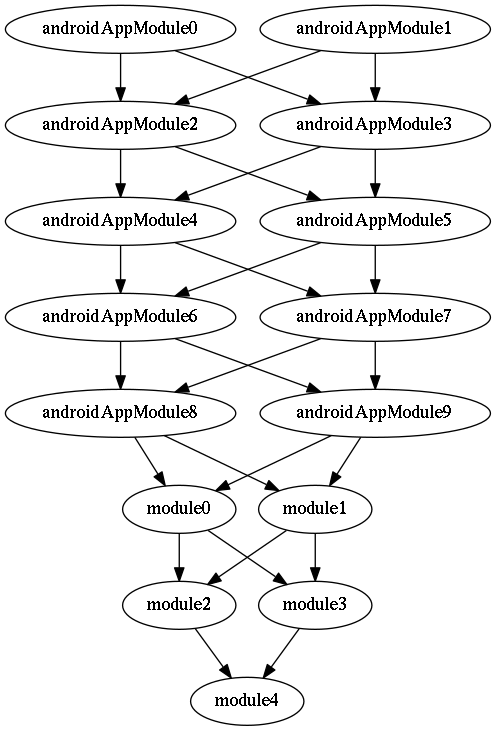 androidAppModule0
androidAppModule1
androidAppModule2
androidAppModule3
androidAppModule4
androidAppModule5
androidAppModule6
androidAppModule7
androidAppModule8
androidAppModule9
module0
module1
module2
module3
module4